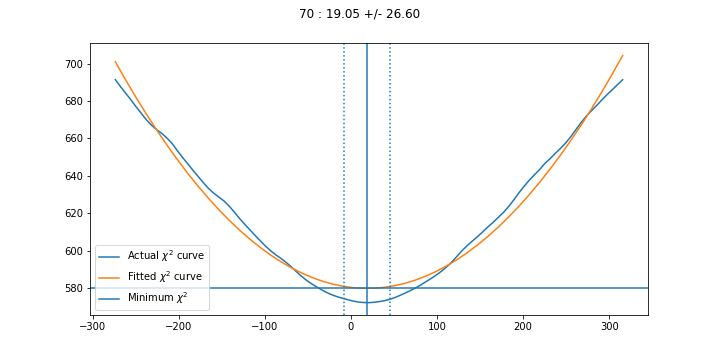 70 : 19.05 +/- 26.60
700
680
660
640
620
600
580
Actual χ² curve
Fitted χ² curve
Minimum χ²
−300 −200 −100 0 100 200 300